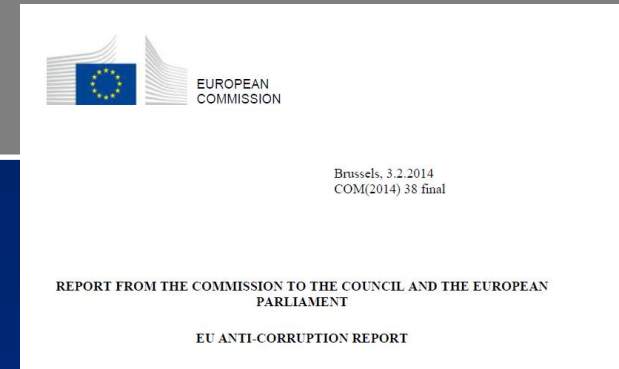 EUROPEAN
COMMISSION
Brussels, 3.2.2014
COM(2014) 38 final
REPORT FROM THE COMMISSION TO THE COUNCIL AND THE EUROPEAN
PARLIAMENT
EU ANTI-CORRUPTION REPORT